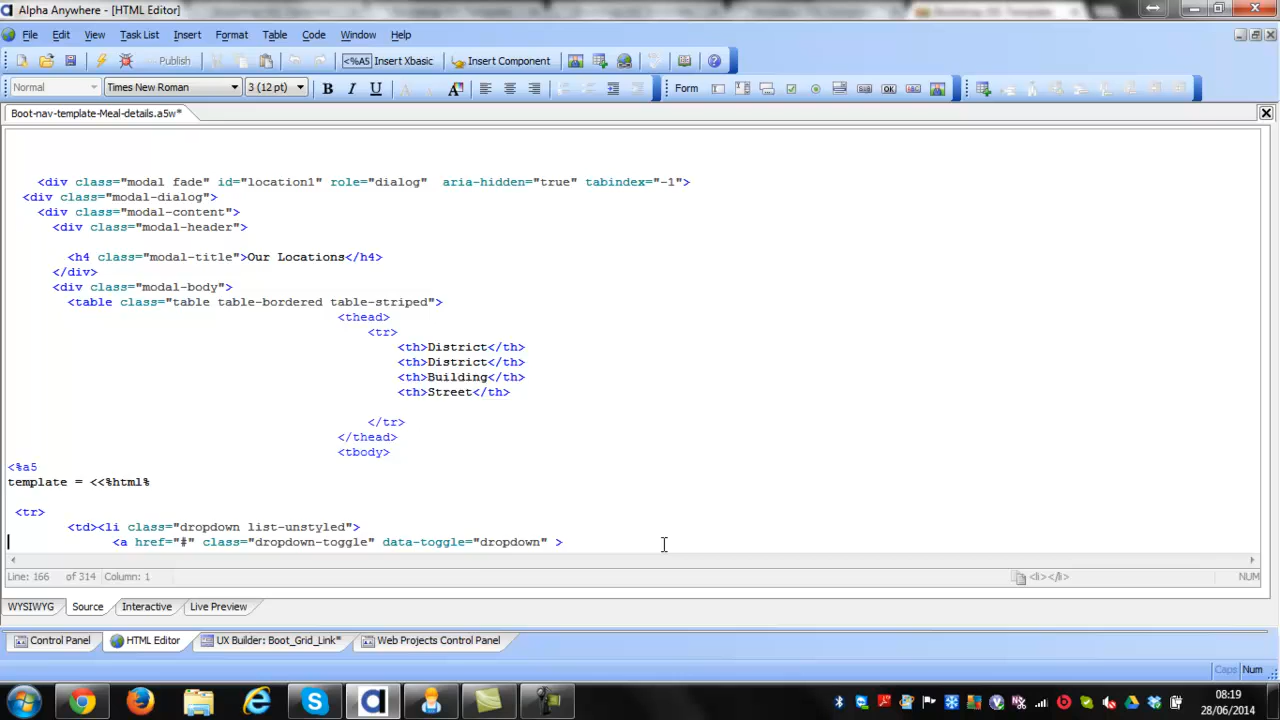 Alpha Anywhere - [HTML Editor]
File Edit View Task List Insert Format Table Code Window Help
Publish <%A5 Insert Xbasic Insert Component
Normal Times New Roman 3 (12 pt) B I U A Form OK
Boot-nav-template-Meal-details.a5w*
<div class="modal fade" id="location1" role="dialog"  aria-hidden="true" tabindex="-1">
<div class="modal-dialog">
<div class="modal-content">
<div class="modal-header">
<h4 class="modal-title">Our Locations</h4>
</div>
<div class="modal-body">
<table class="table table-bordered table-striped">
<thead>
<tr>
<th>District</th>
<th>District</th>
<th>Building</th>
<th>Street</th>
</tr>
</thead>
<tbody>
<%a5
template = <<%html%
<tr>
<td><li class="dropdown list-unstyled">
<a href="#" class="dropdown-toggle" data-toggle="dropdown" >
Line: 166 of 314 Column: 1 <li></li> NUM
WYSIWYG Source Interactive Live Preview
Control Panel HTML Editor UX Builder: Boot_Grid_Link* Web Projects Control Panel
Caps Num
08:19
28/06/2014